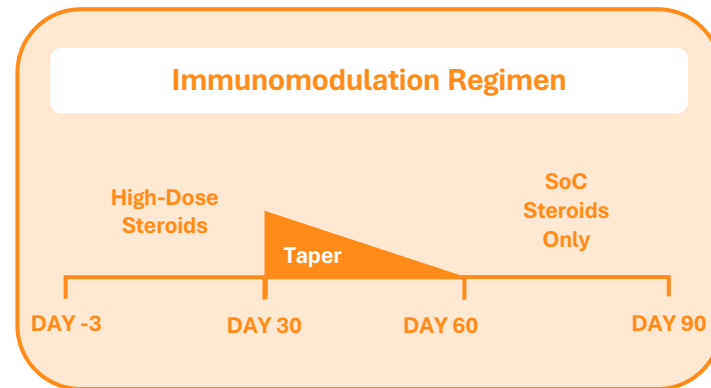 Immunomodulation Regimen
High-Dose
Steroids
SoC
Steroids
Only
Taper
DAY -3
DAY 30
DAY 60
DAY 90